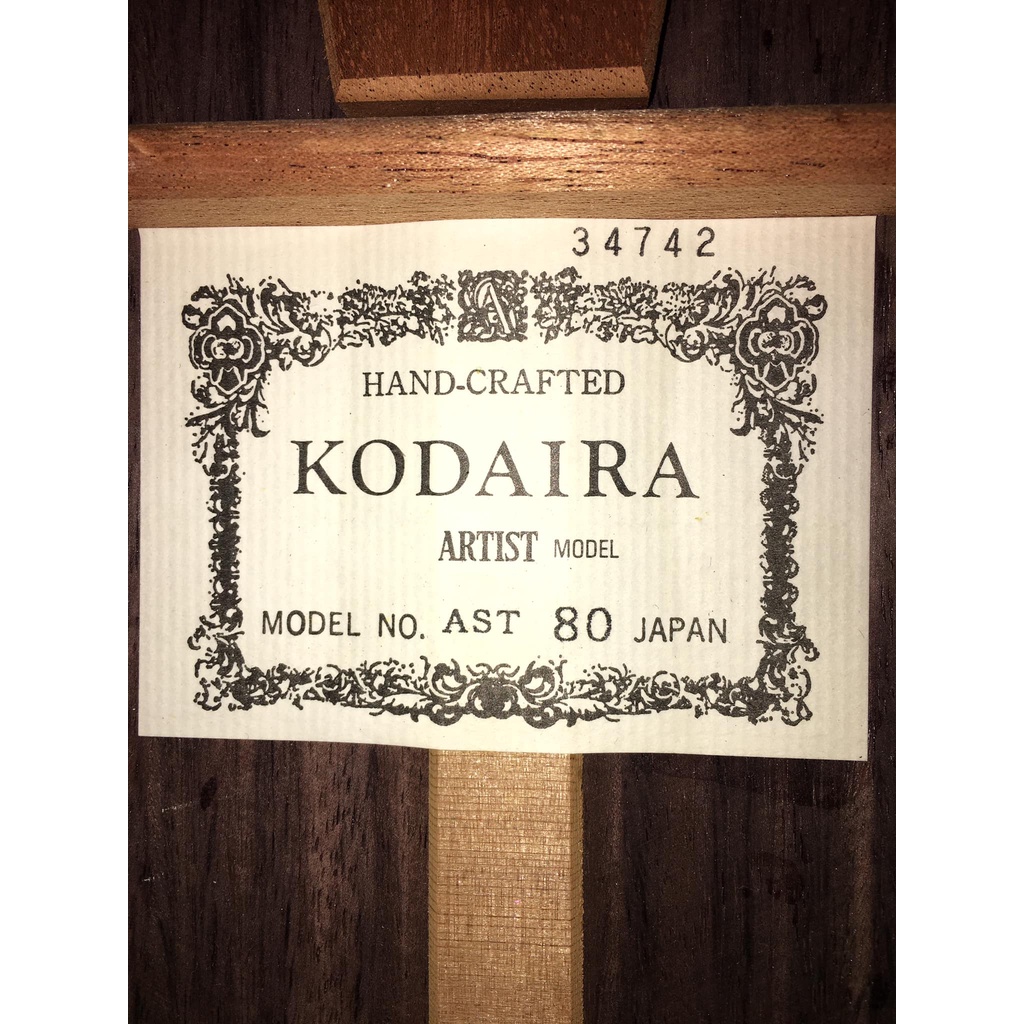 34742
A
HAND-CRAFTED
KODAIRA
ARTIST MODEL
MODEL NO. AST 80 JAPAN